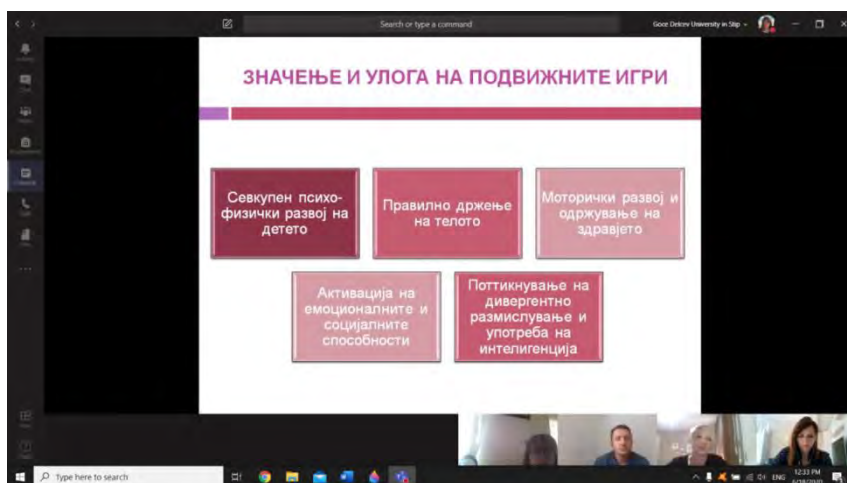 Search or type a command
Goce Delcev University in Stip
ЗНАЧЕЊЕ И УЛОГА НА ПОДВИЖНИТЕ ИГРИ
Севкупен психо-
физички развој на
детето
Правилно држење
на телото
Моторички развој и
одржување на
здравјето
Активација на
емоционалните и
социјалните
способности
Поттикнување на
дивергентно
размислување и
употреба на
интелигенција
Type here to search
ENG
12:33 PM